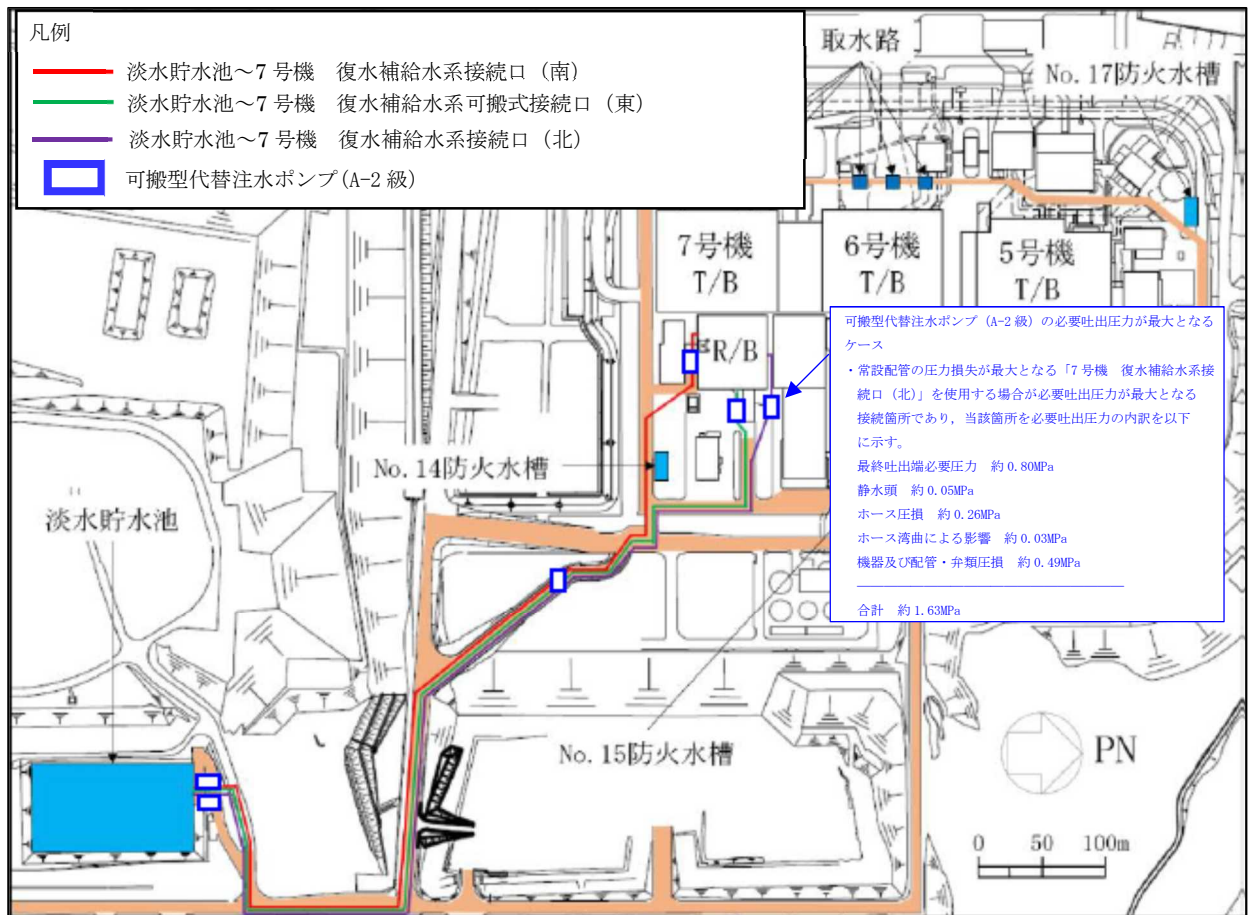 凡例
淡水貯水池～7 号機　復水補給水系接続口（南）
淡水貯水池～7 号機　復水補給水系可搬式接続口（東）
淡水貯水池～7 号機　復水補給水系接続口（北）
可搬型代替注水ポンプ(A-2 級)
取水路
No. 17防火水槽
7号機
T/B
6号機
T/B
5号機
T/B
R/B
可搬型代替注水ポンプ（A-2 級）の必要吐出圧力が最大となる
ケース
・常設配管の圧力損失が最大となる「7 号機　復水補給水系接
続口（北）」を使用する場合が必要吐出圧力が最大となる
接続箇所であり，当該箇所を必要吐出圧力の内訳を以下
に示す。
最終吐出端必要圧力　約 0.80MPa
静水頭　約 0.05MPa
ホース圧損　約 0.26MPa
ホース湾曲による影響　約 0.03MPa
機器及び配管・弁類圧損　約 0.49MPa
合計　約 1.63MPa
No. 14防火水槽
淡水貯水池
No. 15防火水槽
PN
0 50 100m